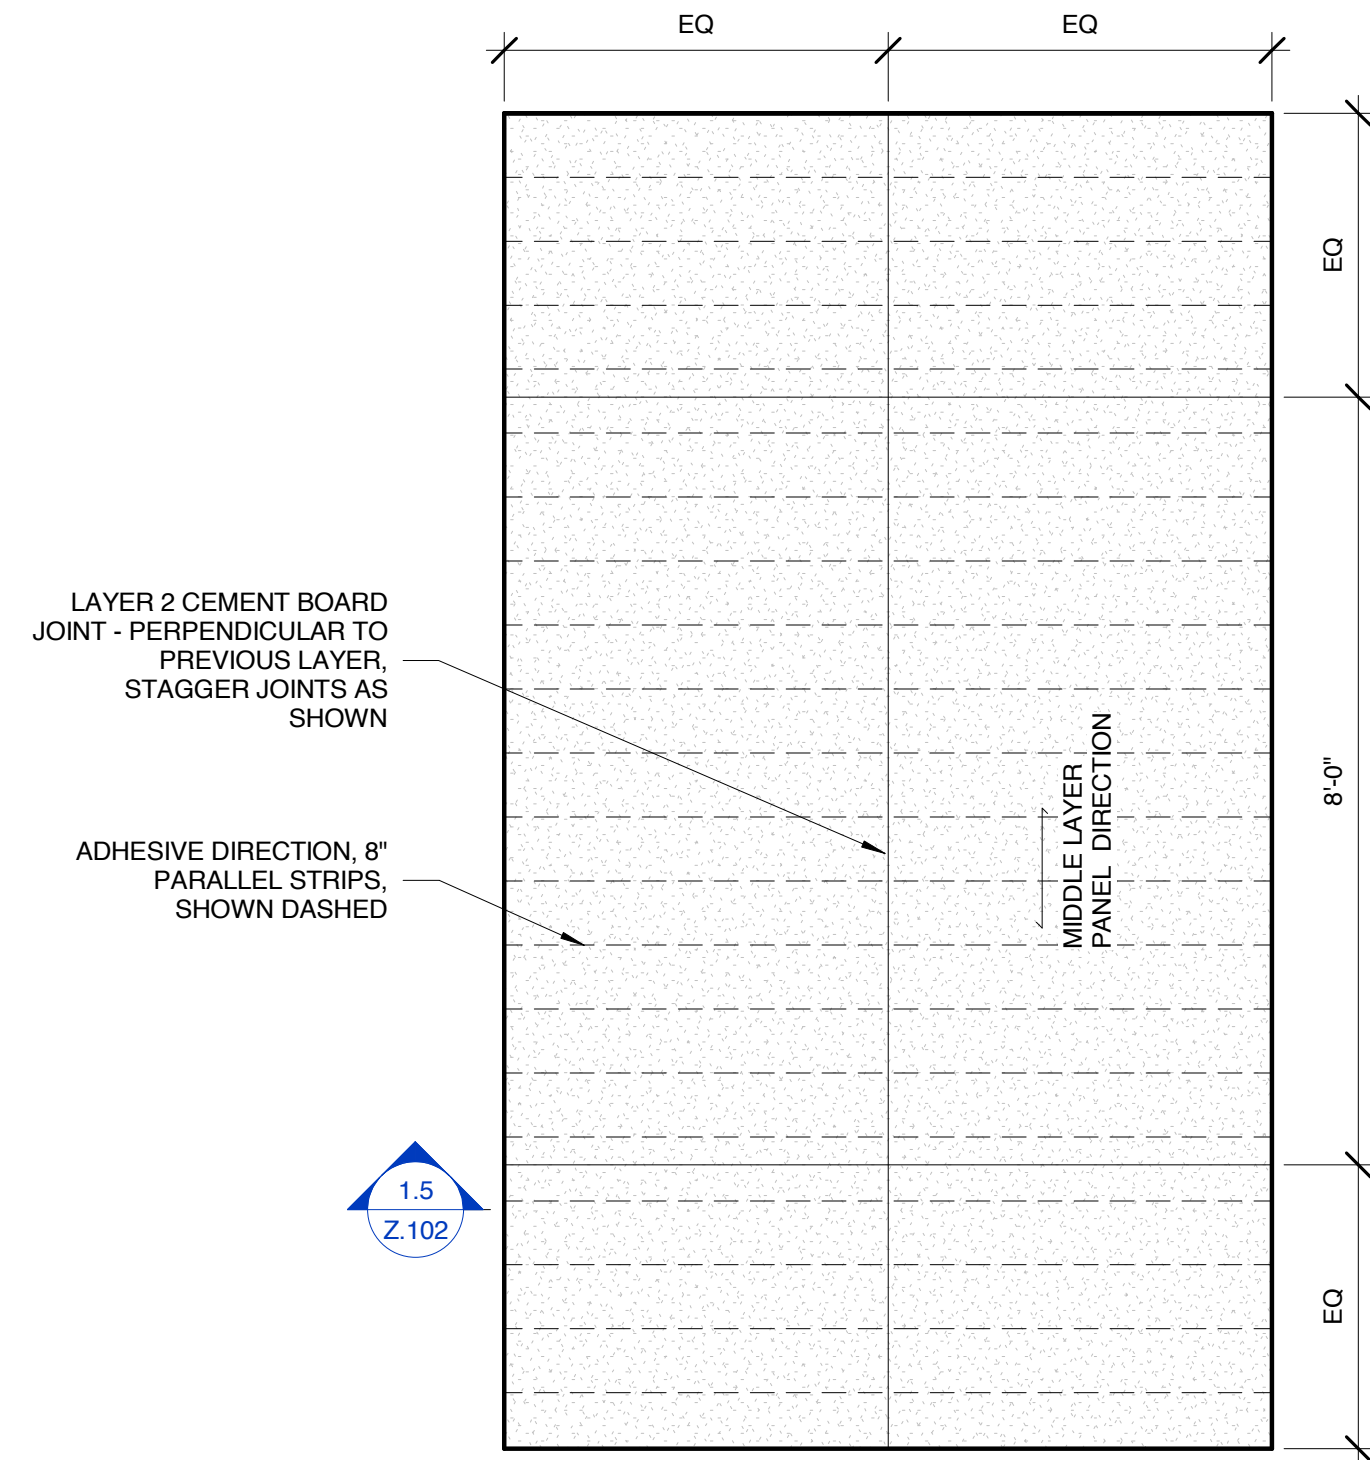 EQ
EQ
EQ
LAYER 2 CEMENT BOARD
JOINT - PERPENDICULAR TO
PREVIOUS LAYER,
STAGGER JOINTS AS
SHOWN
MIDDLE LAYER
PANEL DIRECTION
8'-0"
ADHESIVE DIRECTION, 8"
PARALLEL STRIPS,
SHOWN DASHED
1.5
Z.102
EQ